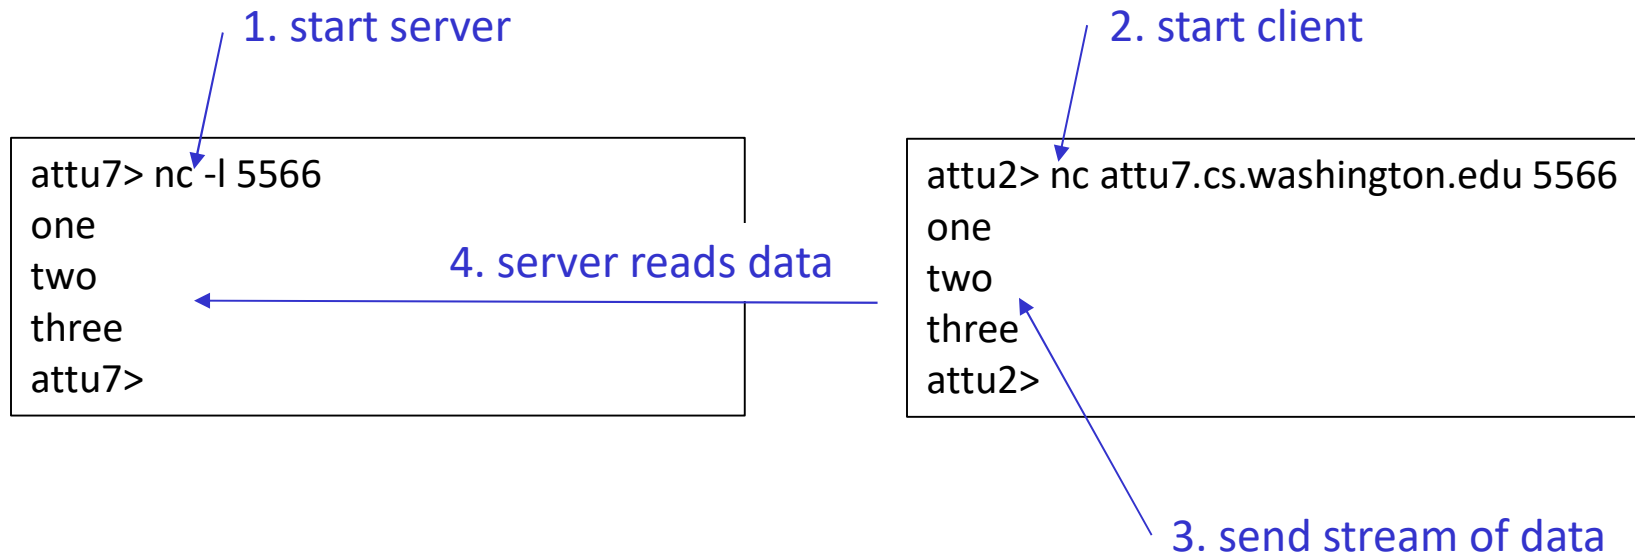 1. start server
2. start client
attu7> nc -l 5566
one
two
three
attu7>
4. server reads data
attu2> nc attu7.cs.washington.edu 5566
one
two
three
attu2>
3. send stream of data